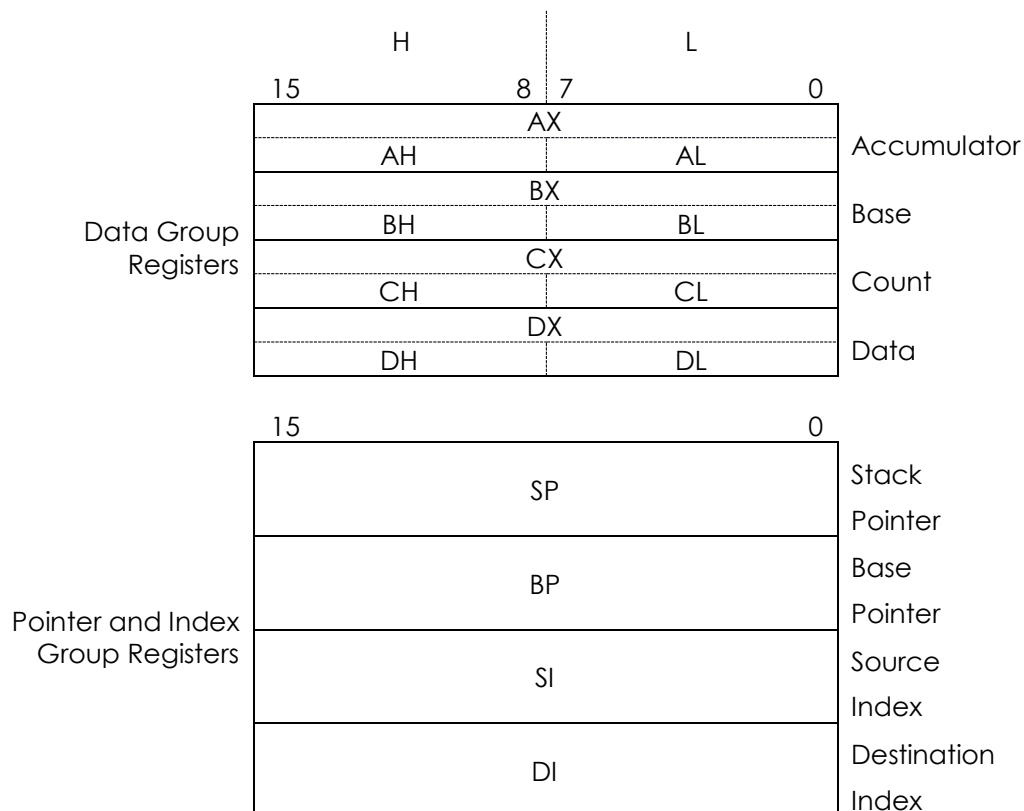 H L
15 8 7 0
AX
AH AL
Accumulator
BX
BH BL
Base
Data Group
Registers
CX
CH CL
Count
DX
DH DL
Data
15 0
SP
Stack
Pointer
BP
Base
Pointer
Pointer and Index
Group Registers
SI
Source
Index
DI
Destination
Index